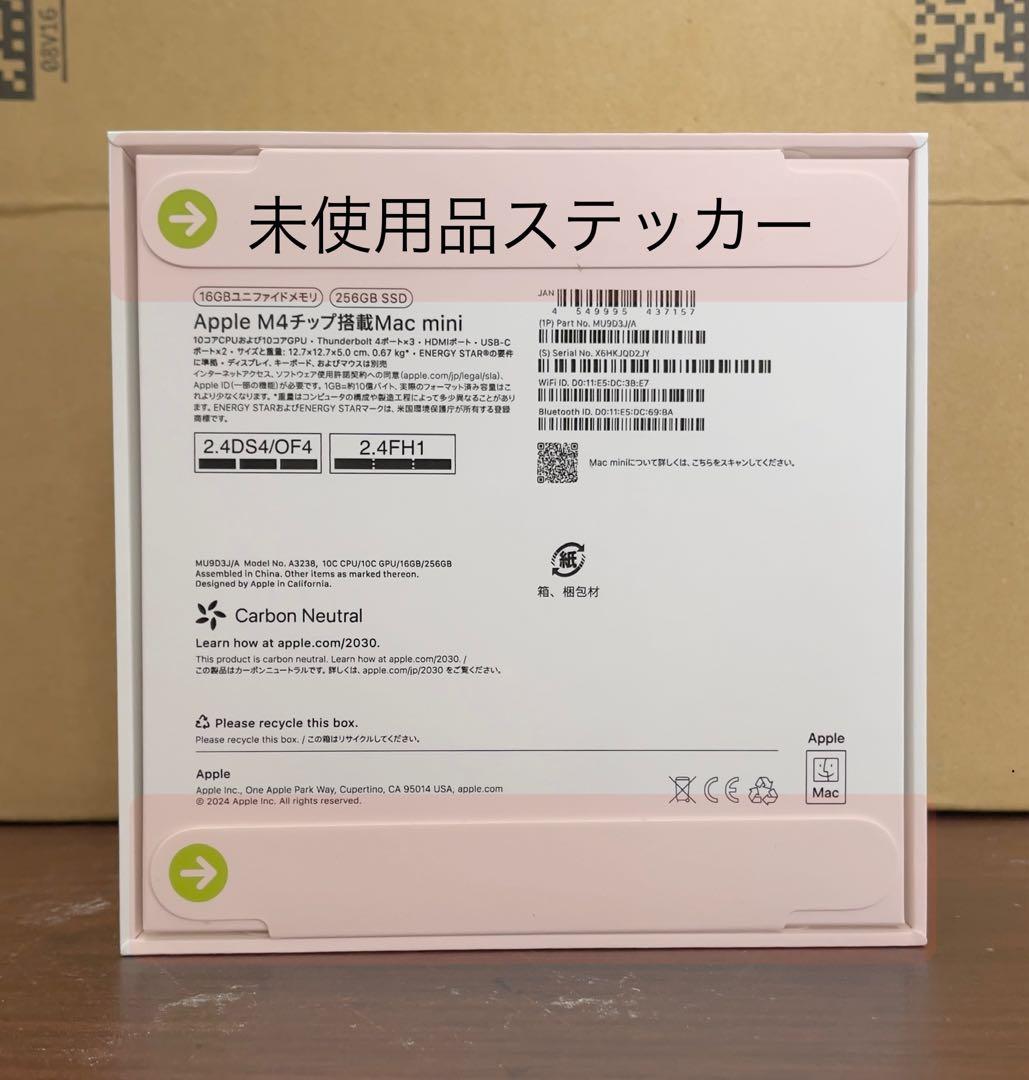 08V16
未使用品ステッカー
16GBユニファイドメモリ 256GB SSD
Apple M4チップ搭載Mac mini
10コアCPUおよび10コアGPU・Thunderbolt 4ポート×3・HDMIポート・USB-C
ポート×2・サイズと重量: 12.7×12.7×5.0 cm、0.67 kg*・ENERGY STAR®の要件
に準拠・ディスプレイ、キーボード、およびマウスは別売
インターネットアクセス、ソフトウェア使用許諾契約への同意(apple.com/jp/legal/sla)、
Apple ID(一部の機能)が必要です。1GB=約10億バイト、実際のフォーマット済み容量はこ
れより少なくなります。*重量はコンピュータの構成や製造工程によって多少異なることがあり
ます。ENERGY STARおよびENERGY STARマークは、米国環境保護庁が所有する登録
商標です。
2.4DS4/OF4 2.4FH1
JAN
4 549995 437157
(1P) Part No. MU9D3J/A
(S) Serial No. X6HKJQD2JY
WiFi ID. D0:11:E5:DC:3B:E7
Bluetooth ID. D0:11:E5:DC:69:BA
Mac miniについて詳しくは、こちらをスキャンしてください。
MU9D3J/A Model No. A3238, 10C CPU/10C GPU/16GB/256GB
Assembled in China. Other items as marked thereon.
Designed by Apple in California.
紙
箱、梱包材
Carbon Neutral
Learn how at apple.com/2030.
This product is carbon neutral. Learn how at apple.com/2030. /
この製品はカーボンニュートラルです。詳しくは、apple.com/jp/2030 をご覧ください。
Please recycle this box.
Please recycle this box. / この箱はリサイクルしてください。
Apple
Apple Inc., One Apple Park Way, Cupertino, CA 95014 USA, apple.com
© 2024 Apple Inc. All rights reserved.
CE
Apple
Mac